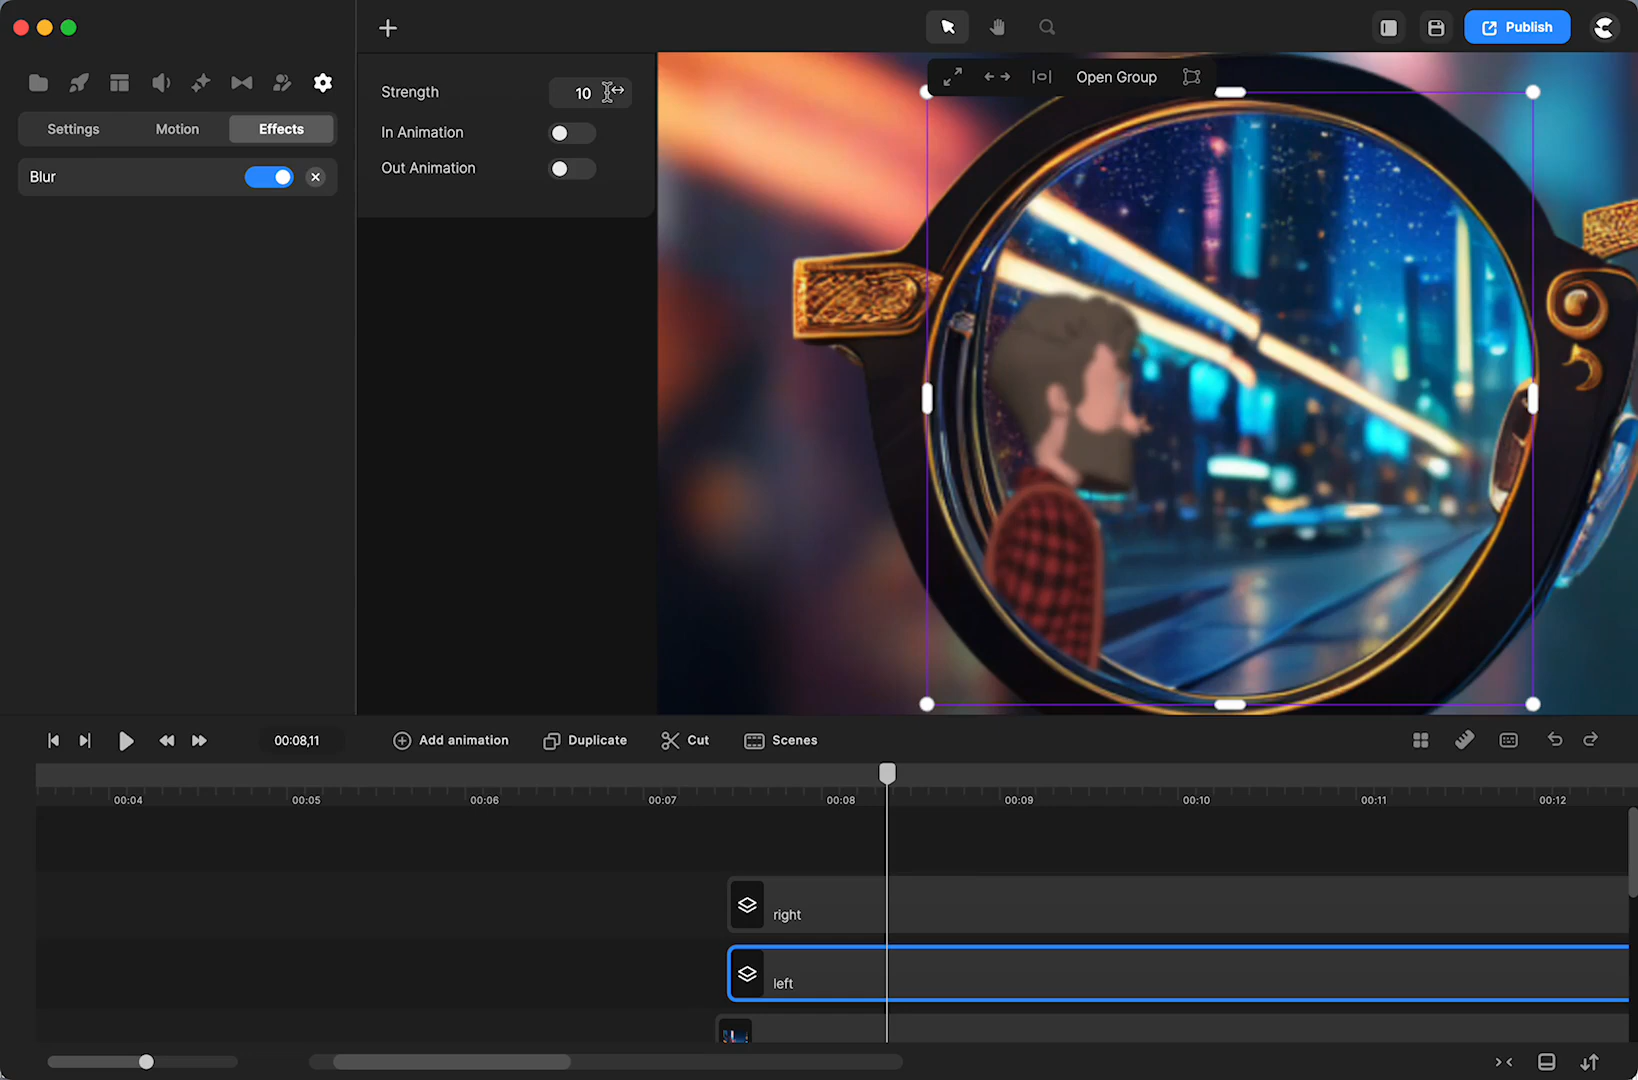 Publish
Settings
Motion
Effects
Blur
Strength
10
In Animation
Out Animation
Open Group
00:08,11
Add animation
Duplicate
Cut
Scenes
00:04
00:05
00:06
00:07
00:08
00:09
00:10
00:11
00:12
right
left